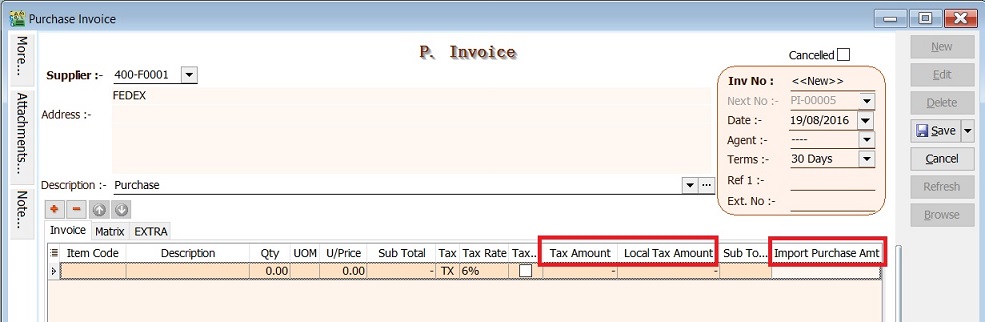 Purchase Invoice
P. Invoice
Cancelled
More...
Attachments...
Note...
Supplier :- 400-F0001
FEDEX
Address :-
Description :- Purchase
Inv No : <<New>>
Next No :- PI-00005
Date :- 19/08/2016
Agent :- ----
Terms :- 30 Days
Ref 1 :-
Ext. No :-
New
Edit
Delete
Save
Cancel
Refresh
Browse
Invoice Matrix EXTRA
Item Code Description Qty UOM U/Price Sub Total Tax Tax Rate Tax.. Tax Amount Local Tax Amount Sub To... Import Purchase Amt
0.00 0.00 - TX 6% - -